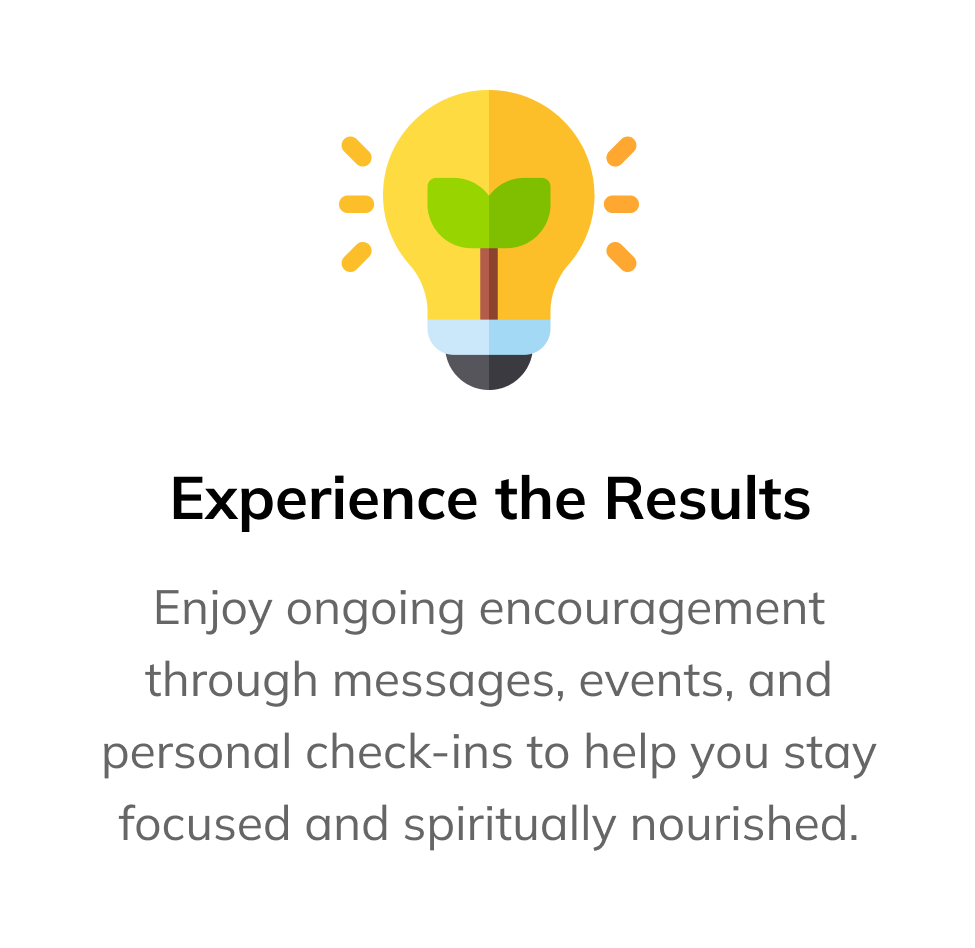 Experience the Results
Enjoy ongoing encouragement
through messages, events, and
personal check-ins to help you stay
focused and spiritually nourished.